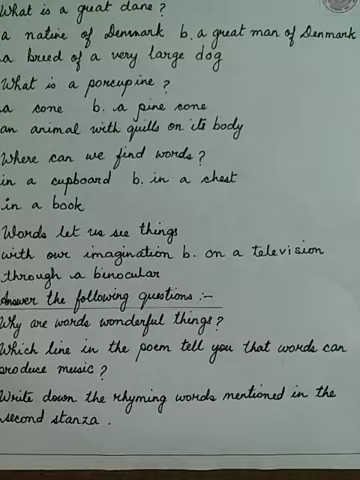 What is a great dane?
a native of Denmark b. a great man of Denmark
a breed of a very large dog
What is a porcupine?
a cone b. a pine cone
an animal with quills on its body
Where can we find words?
in a cupboard b. in a chest
in a book
Words let us see things
with our imagination b. on a television
through a binocular
Answer the following questions :-
Why are words wonderful things?
Which line in the poem tell you that words can
produce music?
Write down the rhyming words mentioned in the
second stanza.